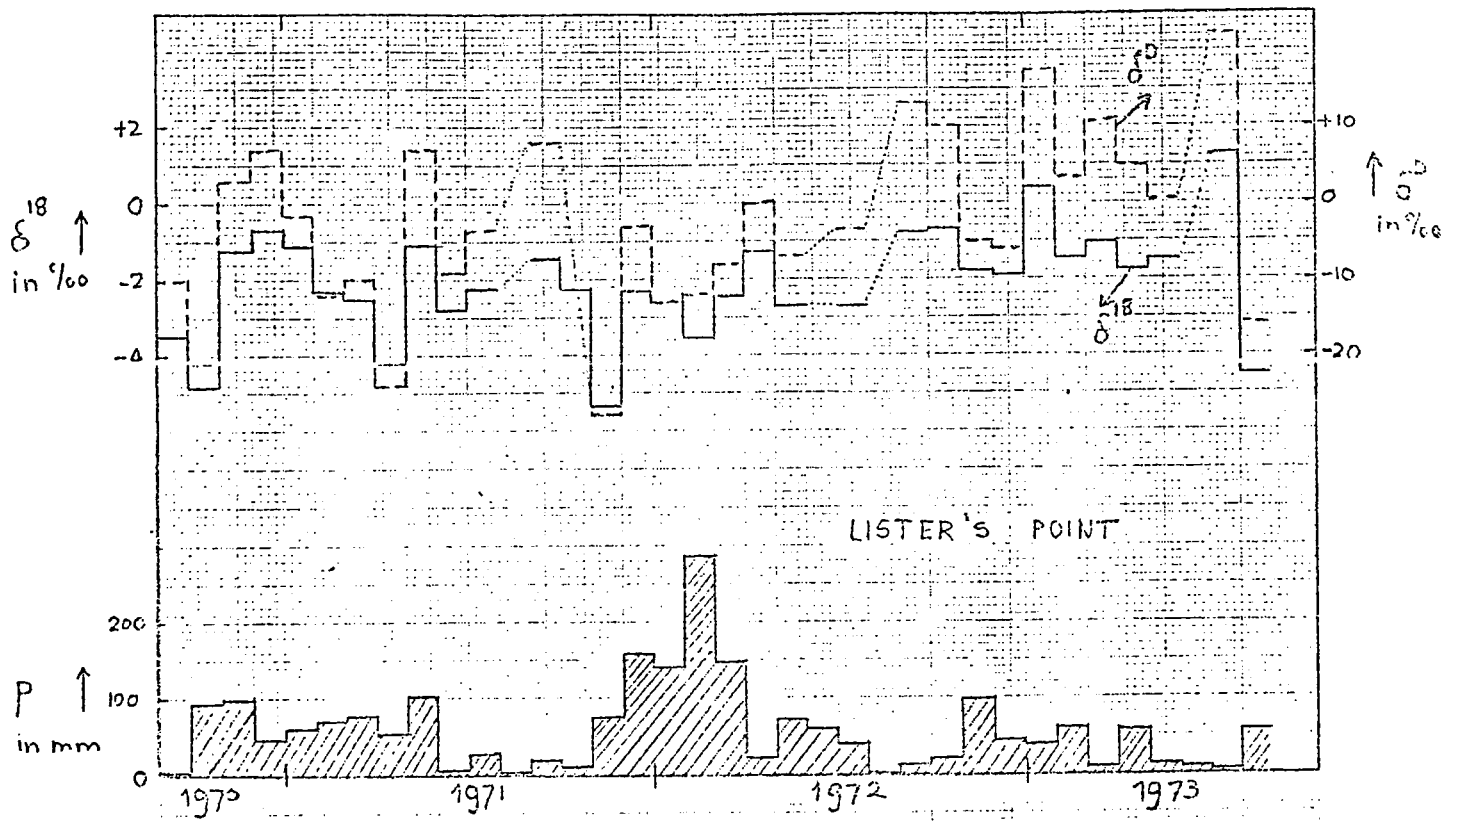 +2
0
-2
-4
δ18 ↑
in ‰
+10
0
-10
-20
↑ δD
in ‰
δD
δ18
LISTER'S POINT
200
100
0
P ↑
in mm
1970 1971 1972 1973